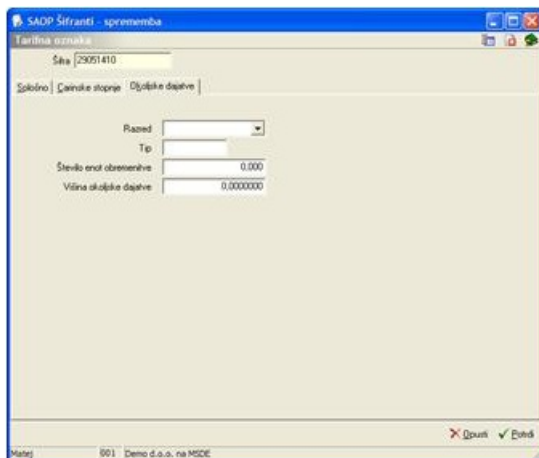 SAOP Šifranti - sprememba
Tarifna oznaka
Šifra 29051410
Splošno Carinske stopnje Okoljske dajatve
Razred
Tip
Število enot obremenitve 0,000
Višina okoljske dajatve 0,0000000
Opusti Potrdi
Matej 001 Demo d.o.o. na MSDE